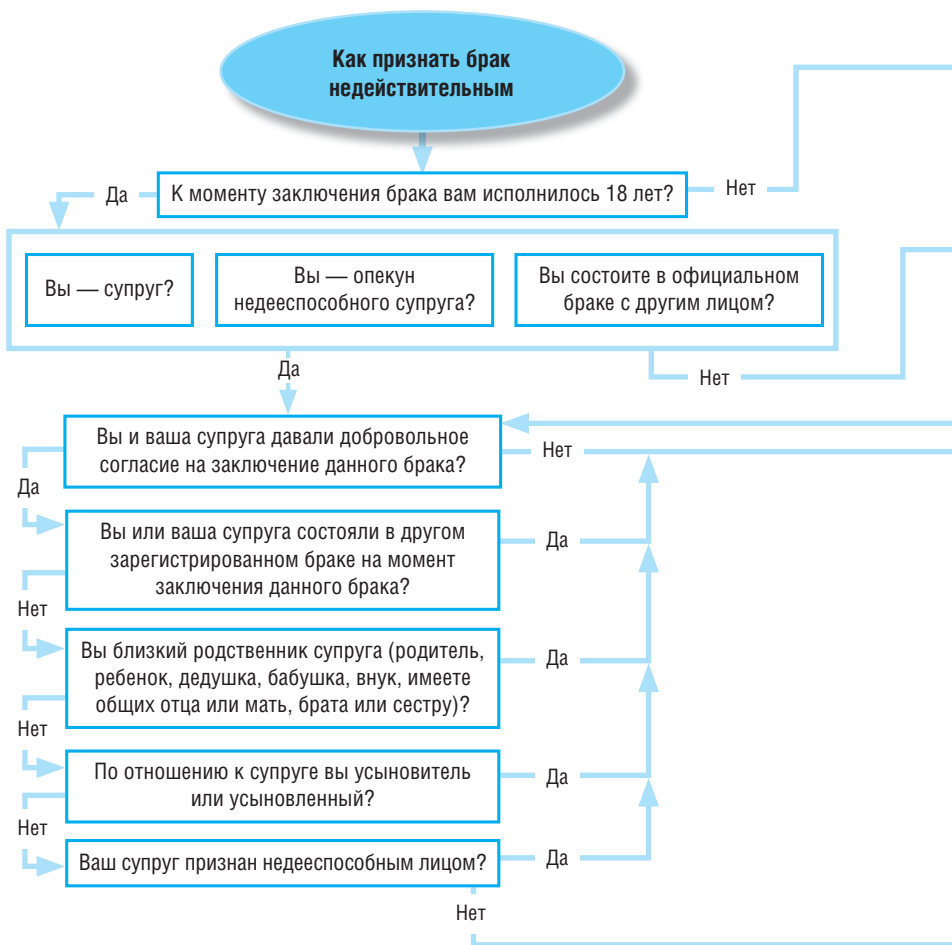 Как признать брак
недействительным
К моменту заключения брака вам исполнилось 18 лет?
Да
Нет
Вы — супруг?
Вы — опекун
недееспособного супруга?
Вы состоите в официальном
браке с другим лицом?
Да
Нет
Вы и ваша супруга давали добровольное
согласие на заключение данного брака?
Нет
Да
Вы или ваша супруга состояли в другом
зарегистрированном браке на момент
заключения данного брака?
Да
Нет
Вы близкий родственник супруга (родитель,
ребенок, дедушка, бабушка, внук, имеете
общих отца или мать, брата или сестру)?
Да
Нет
По отношению к супруге вы усыновитель
или усыновленный?
Да
Нет
Ваш супруг признан недееспособным лицом?
Да
Нет